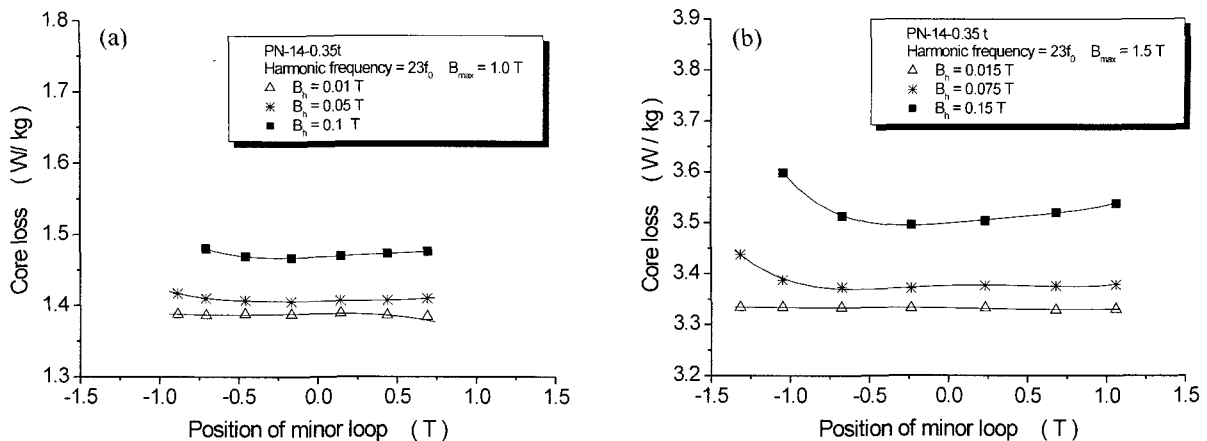 (a)
PN-14-0.35t
Harmonic frequency = 23f₀ Bmax = 1.0 T
△ Bₕ = 0.01 T
✳ Bₕ = 0.05 T
■ Bₕ = 0.1 T
Core loss ( W/ kg )
1.8
1.7
1.6
1.5
1.4
1.3
-1.5 -1.0 -0.5 0.0 0.5 1.0 1.5
Position of minor loop ( T )
(b)
PN-14-0.35 t
Harmonic frequency = 23f₀ Bmax = 1.5 T
△ Bₕ = 0.015 T
✳ Bₕ = 0.075 T
■ Bₕ = 0.15 T
Core loss ( W/ kg )
3.9
3.8
3.7
3.6
3.5
3.4
3.3
3.2
-1.5 -1.0 -0.5 0.0 0.5 1.0 1.5
Position of minor loop ( T )